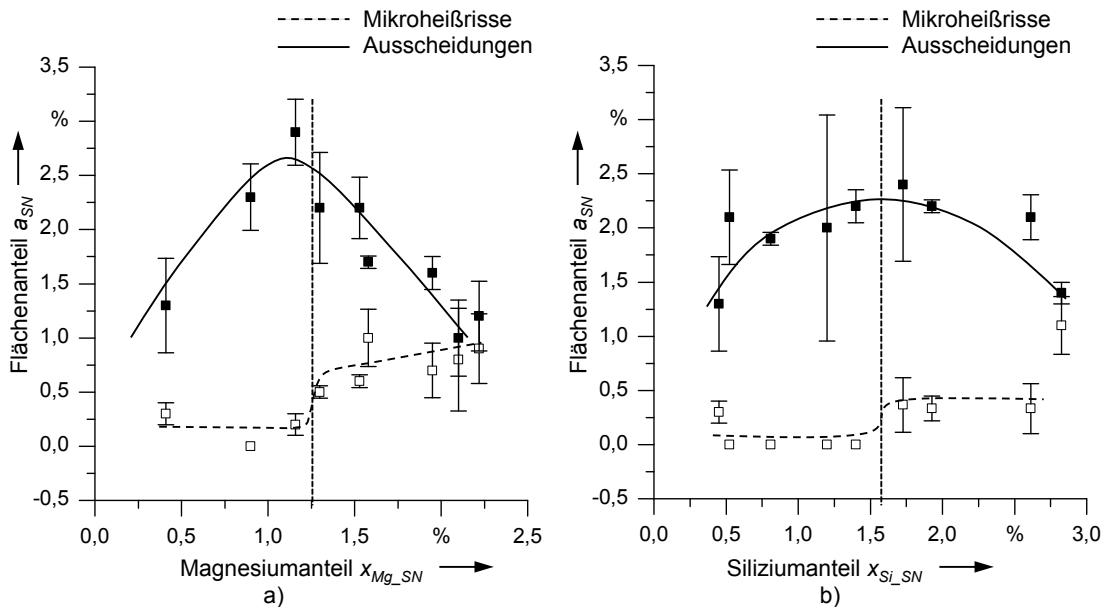 Mikroheißrisse
Ausscheidungen
3,5
%
2,5
2,0
1,5
1,0
0,5
0,0
-0,5
Flächenanteil a_SN
0,0 0,5 1,0 1,5 % 2,5
Magnesiumanteil x_Mg_SN
a)
Mikroheißrisse
Ausscheidungen
3,5
%
2,5
2,0
1,5
1,0
0,5
0,0
-0,5
Flächenanteil a_SN
0,0 0,5 1,0 1,5 2,0 % 3,0
Siliziumanteil x_Si_SN
b)